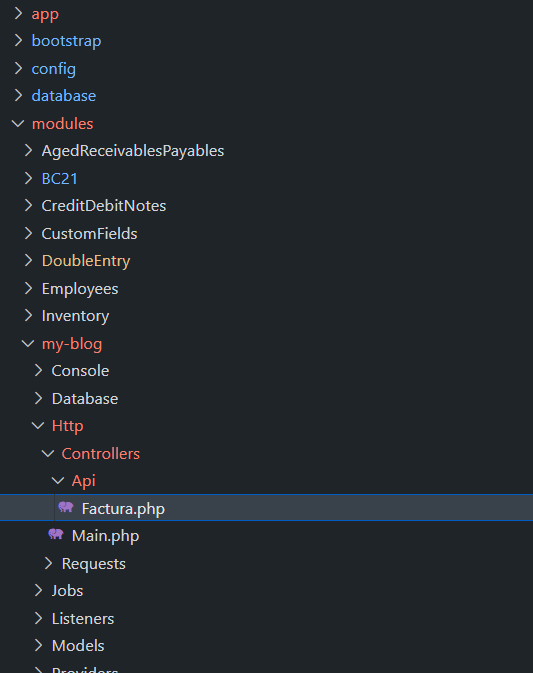 app
bootstrap
config
database
modules
AgedReceivablesPayables
BC21
CreditDebitNotes
CustomFields
DoubleEntry
Employees
Inventory
my-blog
Console
Database
Http
Controllers
Api
Factura.php
Main.php
Requests
Jobs
Listeners
Models
Providers